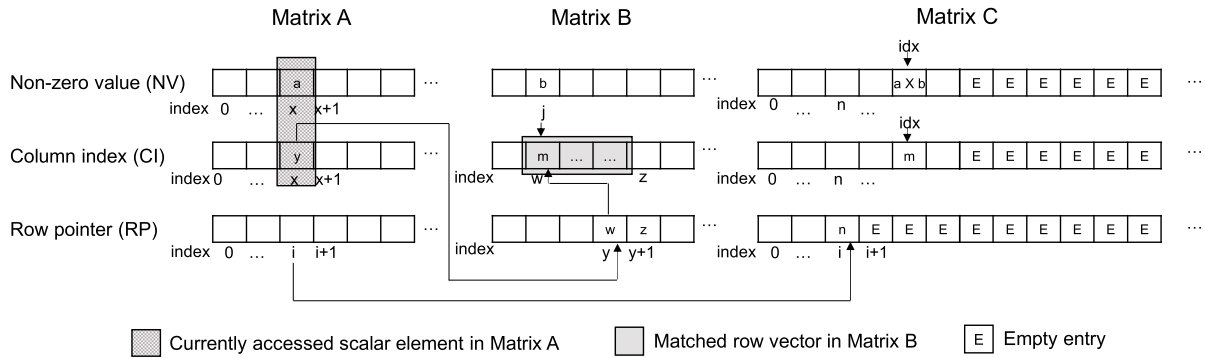 Matrix A Matrix B Matrix C
idx
Non-zero value (NV) a ... b ... a X b E E E E E E ...
index 0 ... x x+1 index 0 ... n ...
j idx
Column index (CI) y ... m ... ... ... m E E E E E E ...
index 0 ... x x+1 index w z index 0 ... n ...
Row pointer (RP) ... w z ... n E E E E E E E E E ...
index 0 ... i i+1 index y y+1 index 0 ... i i+1
Currently accessed scalar element in Matrix A Matched row vector in Matrix B E Empty entry